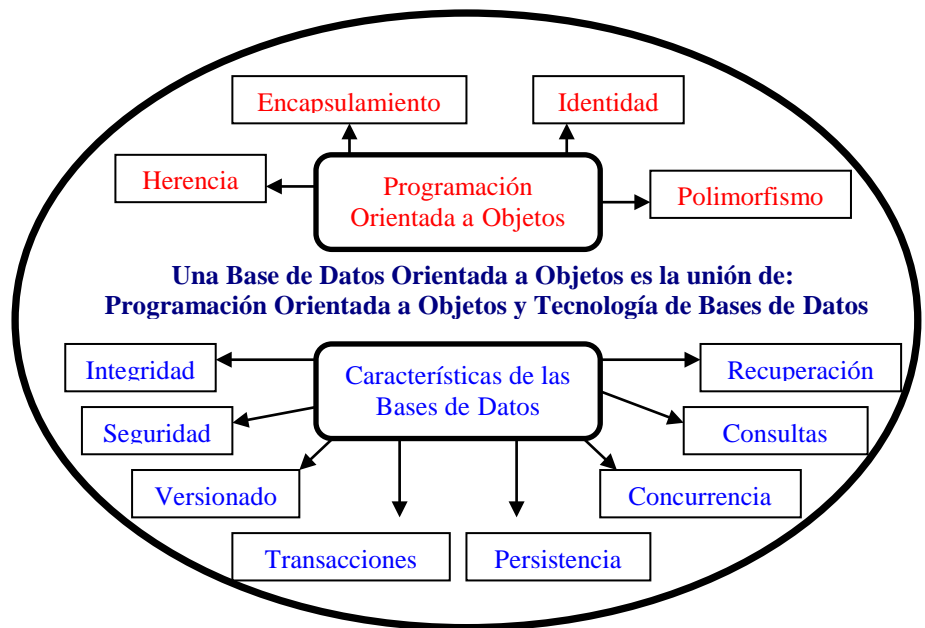 Encapsulamiento
Identidad
Herencia
Programación
Orientada a Objetos
Polimorfismo
Una Base de Datos Orientada a Objetos es la unión de:
Programación Orientada a Objetos y Tecnología de Bases de Datos
Integridad
Características de las
Bases de Datos
Recuperación
Seguridad
Consultas
Versionado
Concurrencia
Transacciones
Persistencia